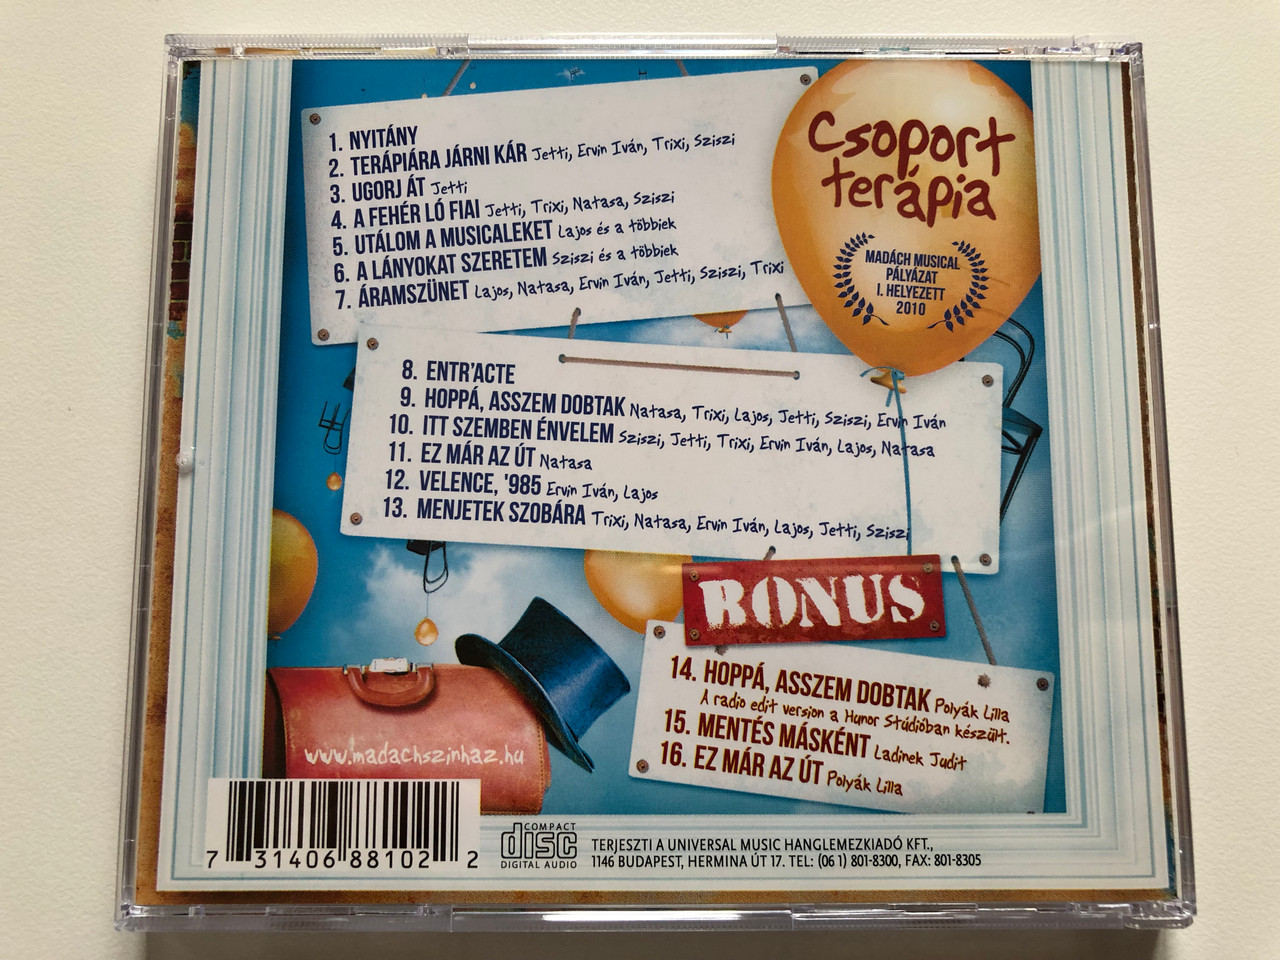 1. NYITÁNY
2. TERÁPIÁRA JÁRNI KÁR Jetti, Ervin Iván, Trixi, Sziszi
3. UGORJ ÁT Jetti
4. A FEHÉR LÓ FIAI Jetti, Trixi, Natasa, Sziszi
5. UTÁLOM A MUSICALEKET Lajos és a többiek
6. A LÁNYOKAT SZERETEM Sziszi és a többiek
7. ÁRAMSZÜNET Lajos, Natasa, Ervin Iván, Jetti, Sziszi, Trixi
Csoport
terápia
MADÁCH MUSICAL
PÁLYÁZAT
I. HELYEZETT
2010
8. ENTR'ACTE
9. HOPPÁ, ASSZEM DOBTAK Natasa, Trixi, Lajos, Jetti, Sziszi, Ervin Iván
10. ITT SZEMBEN ÉNVELEM Sziszi, Jetti, Trixi, Ervin Iván, Lajos, Natasa
11. EZ MÁR AZ ÚT Natasa
12. VELENCE, '985 Ervin Iván, Lajos
13. MENJETEK SZOBÁRA Trixi, Natasa, Ervin Iván, Lajos, Jetti, Sziszi
BONUS
14. HOPPÁ, ASSZEM DOBTAK Polyák Lilla
A radio edit version a Hunor Stúdióban készült.
15. MENTÉS MÁSKÉNT Ladinek Judit
16. EZ MÁR AZ ÚT Polyák Lilla
www.madachszinhaz.hu
7 31406 88102 2
COMPACT
disc
DIGITAL AUDIO
TERJESZTI A UNIVERSAL MUSIC HANGLEMEZKIADÓ KFT.,
1146 BUDAPEST, HERMINA ÚT 17. TEL: (06 1) 801-8300, FAX: 801-8305